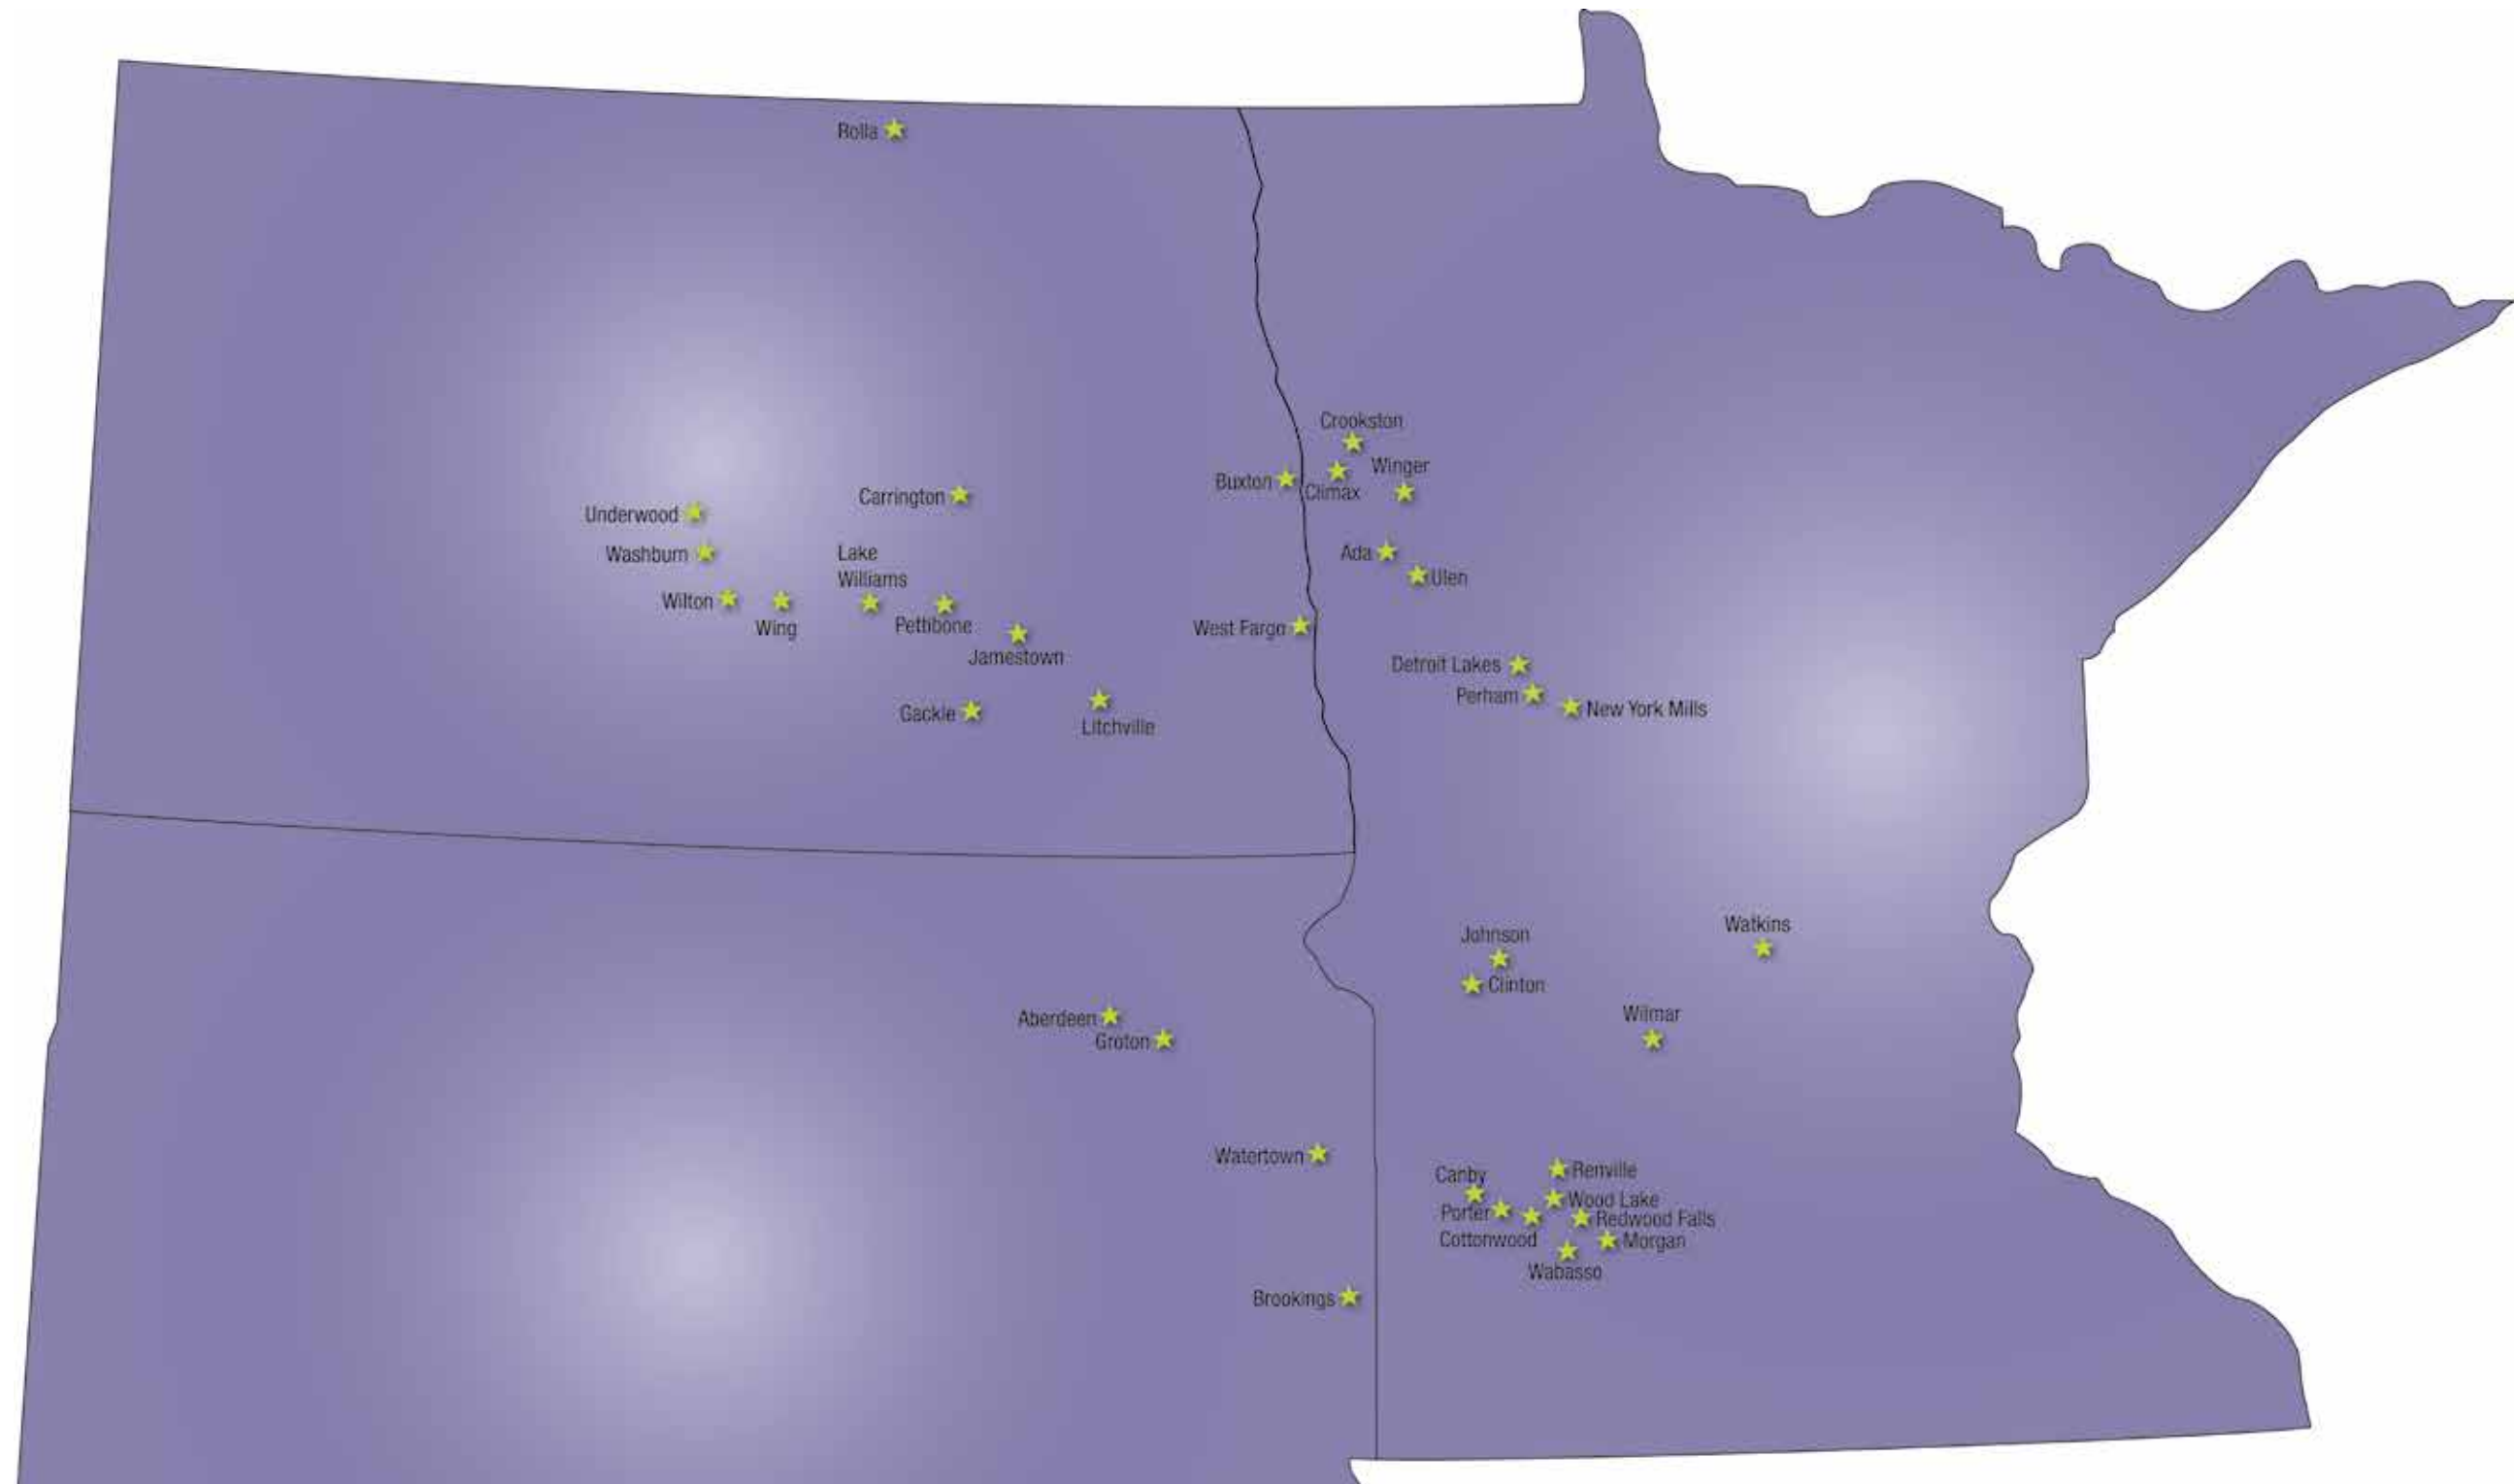 Rolla
Crookston
Winger
Buxton
Climax
Carrington
Underwood
Washburn
Lake
Williams
Ada
Ulen
Wilton
Wing
Pettibone
West Fargo
Jamestown
Detroit Lakes
Perham
New York Mills
Gackle
Litchville
Watkins
Johnson
Clinton
Wilmar
Aberdeen
Groton
Watertown
Canby
Renville
Wood Lake
Porter
Redwood Falls
Cottonwood
Morgan
Wabasso
Brookings